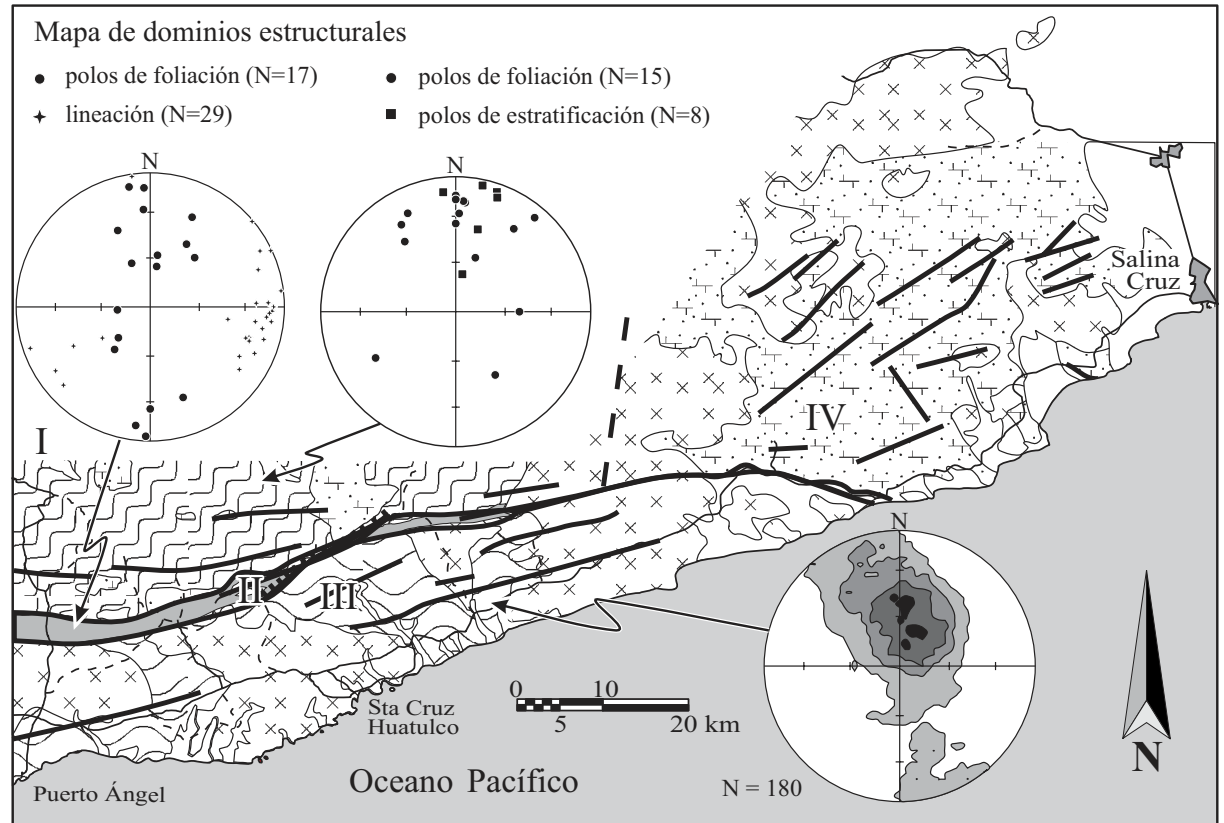 Mapa de dominios estructurales
polos de foliación (N=17)
lineación (N=29)
polos de foliación (N=15)
polos de estratificación (N=8)
N
N
Salina
Cruz
I
IV
II
III
N
Sta Cruz
Huatulco
0 10
5 20 km
N
Puerto Ángel
Oceano Pacífico
N = 180